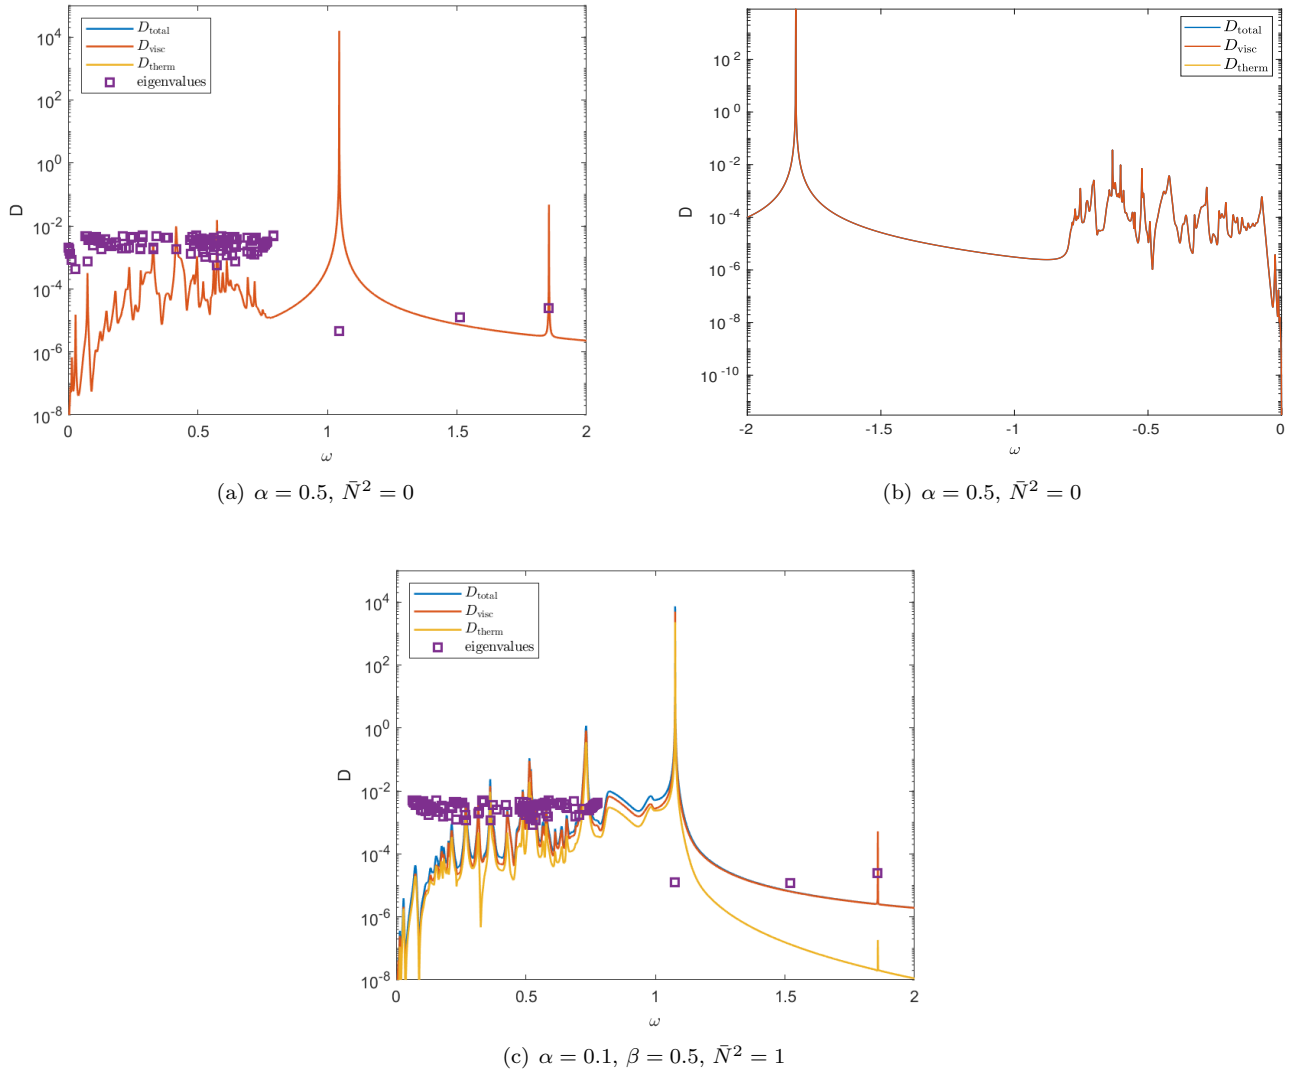 D_total
D_visc
D_therm
eigenvalues
10^4
10^2
10^0
10^-2
10^-4
10^-6
10^-8
D
0 0.5 1 1.5 2
ω
(a) α = 0.5, N̄² = 0
D_total
D_visc
D_therm
10^2
10^0
10^-2
10^-4
10^-6
10^-8
10^-10
D
-2 -1.5 -1 -0.5 0
ω
(b) α = 0.5, N̄² = 0
D_total
D_visc
D_therm
eigenvalues
10^4
10^2
10^0
10^-2
10^-4
10^-6
10^-8
D
0 0.5 1 1.5 2
ω
(c) α = 0.1, β = 0.5, N̄² = 1